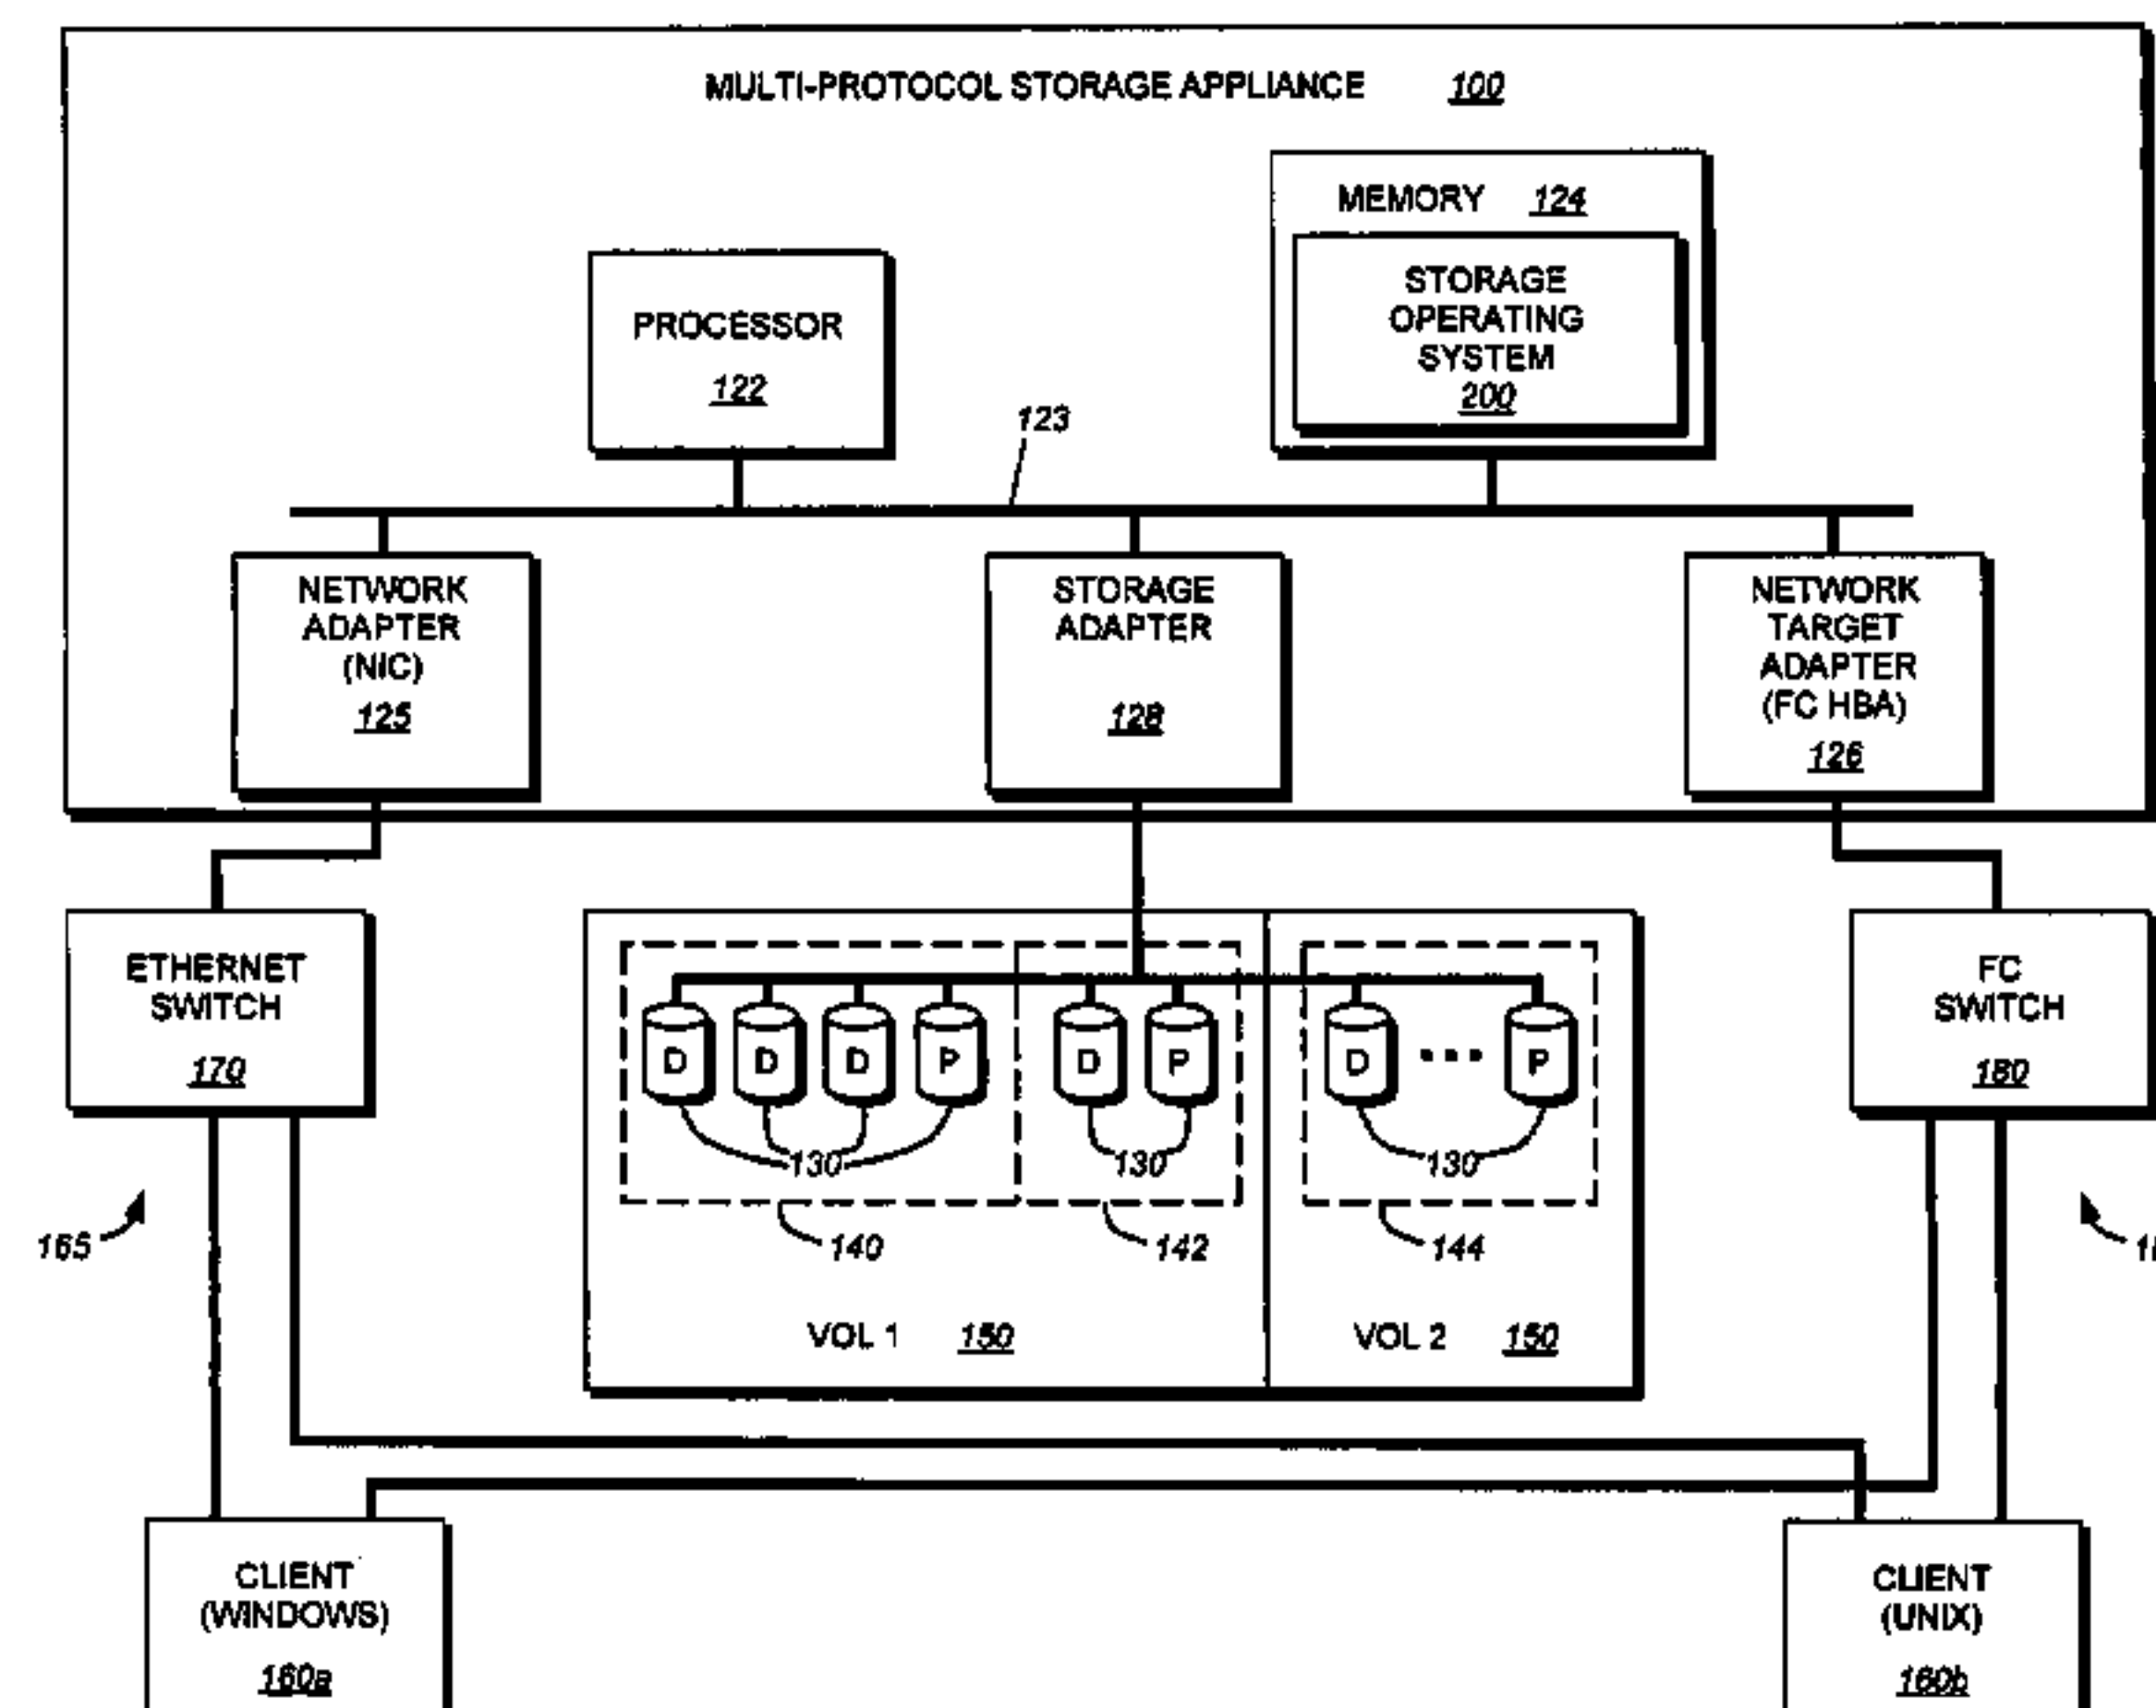 MULTI-PROTOCOL STORAGE APPLIANCE 100
MEMORY 124
STORAGE
OPERATING
SYSTEM
200
PROCESSOR
122
123
NETWORK
ADAPTER
(NIC)
125
STORAGE
ADAPTER
128
NETWORK
TARGET
ADAPTER
(FC HBA)
126
ETHERNET
SWITCH
170
D D D P D P D P
130 130 130
140 142 144
VOL 1 150 VOL 2 150
FC
SWITCH
180
165
CLIENT
(WINDOWS)
160a
CLIENT
(UNIX)
160b